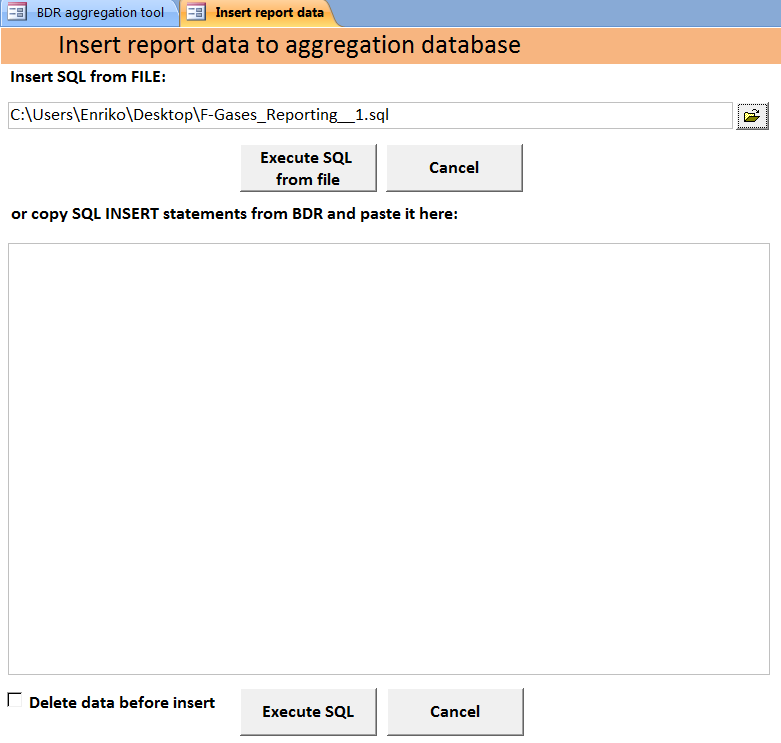 BDR aggregation tool
Insert report data
Insert report data to aggregation database
Insert SQL from FILE:
C:\Users\Enriko\Desktop\F-Gases_Reporting__1.sql
Execute SQL
from file
Cancel
or copy SQL INSERT statements from BDR and paste it here:
Delete data before insert
Execute SQL
Cancel